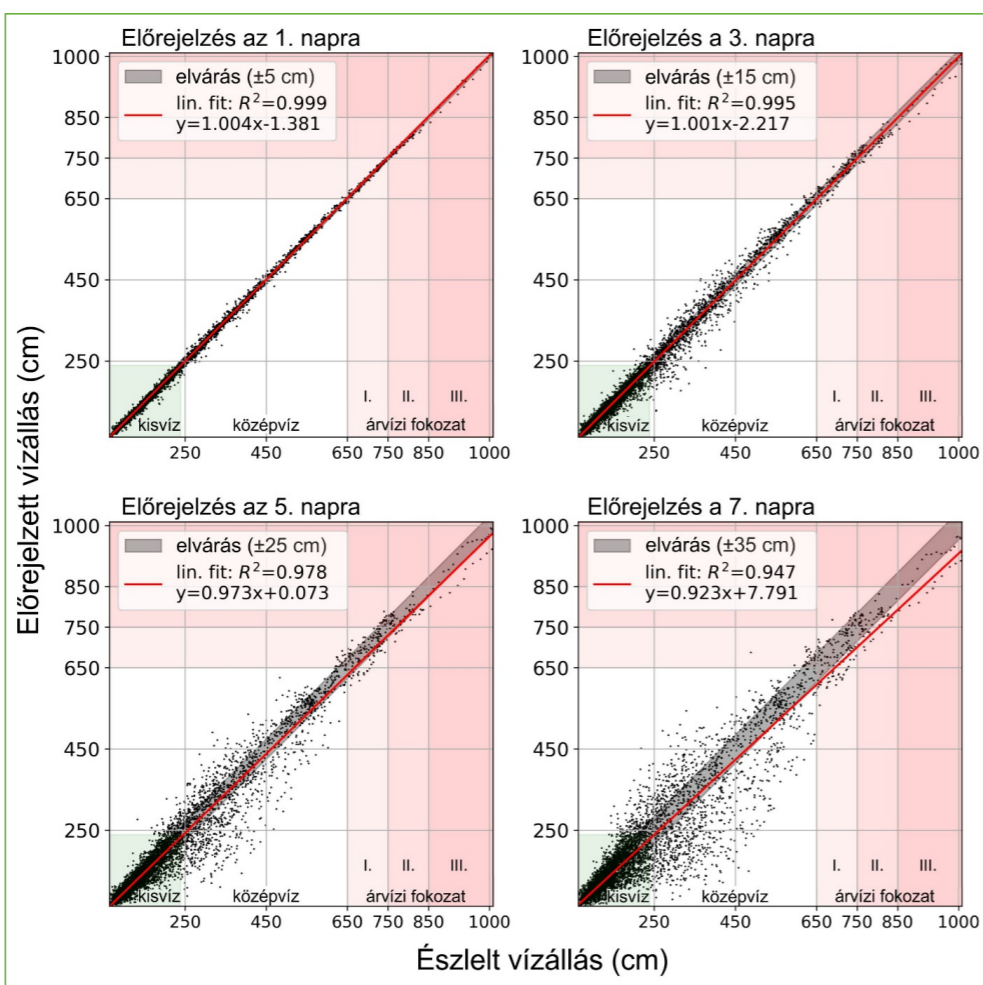 Előrejelzés az 1. napra
1000
850
750
650
450
250
elvárás (±5 cm)
lin. fit: R²=0.999
y=1.004x-1.381
I. II. III.
kisvíz középvíz árvízi fokozat
250 450 650 750 850 1000
Előrejelzés a 3. napra
1000
850
750
650
450
250
elvárás (±15 cm)
lin. fit: R²=0.995
y=1.001x-2.217
I. II. III.
kisvíz középvíz árvízi fokozat
250 450 650 750 850 1000
Előrejelzés az 5. napra
1000
850
750
650
450
250
elvárás (±25 cm)
lin. fit: R²=0.978
y=0.973x+0.073
I. II. III.
kisvíz középvíz árvízi fokozat
250 450 650 750 850 1000
Előrejelzés a 7. napra
1000
850
750
650
450
250
elvárás (±35 cm)
lin. fit: R²=0.947
y=0.923x+7.791
I. II. III.
kisvíz középvíz árvízi fokozat
250 450 650 750 850 1000
Előrejelzett vízállás (cm)
Észlelt vízállás (cm)